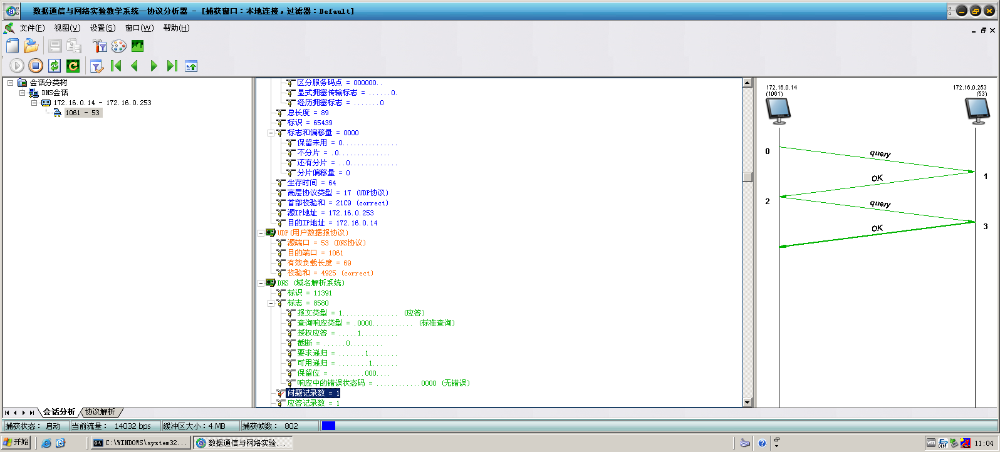 数据通信与网络实验教学系统—协议分析器 - [捕获窗口：本地连接，过滤器：Default]
文件(F) 视图(V) 设置(S) 窗口(W) 帮助(H)
会话分类树
DNS会话
172.16.0.14 - 172.16.0.253
1061 - 53
区分服务码点 = 000000..
显式拥塞传输标志 = ......0.
经历拥塞标志 = .......0
总长度 = 89
标识 = 65439
标志和偏移量 = 0000
保留未用 = 0...............
不分片 = .0..............
还有分片 = ..0.............
分片偏移量 = 0
生存时间 = 64
高层协议类型 = 17 (UDP协议)
首部校验和 = 21C9 (correct)
源IP地址 = 172.16.0.253
目的IP地址 = 172.16.0.14
UDP(用户数据报协议)
源端口 = 53 (DNS协议)
目的端口 = 1061
有效负载长度 = 69
校验和 = 4925 (correct)
DNS (域名解析系统)
标识 = 11391
标志 = 8580
报文类型 = 1............... (应答)
查询响应类型 = .0000........... (标准查询)
授权应答 = .....1..........
截断 = ......0.........
要求递归 = .......1........
可用递归 = ........1.......
保留位 = .........000....
响应中的错误状态码 = ............0000 (无错误)
问题记录数 = 1
应答记录数 = 1
172.16.0.14
(1061)
172.16.0.253
(53)
0
query
1
OK
2
query
3
OK
会话分析 协议解析
捕获状态： 启动 当前流量： 14032 bps 缓冲区大小：4 MB 捕获帧数： 802
开始 C:\WINDOWS\system32... 数据通信与网络实验... 11:04